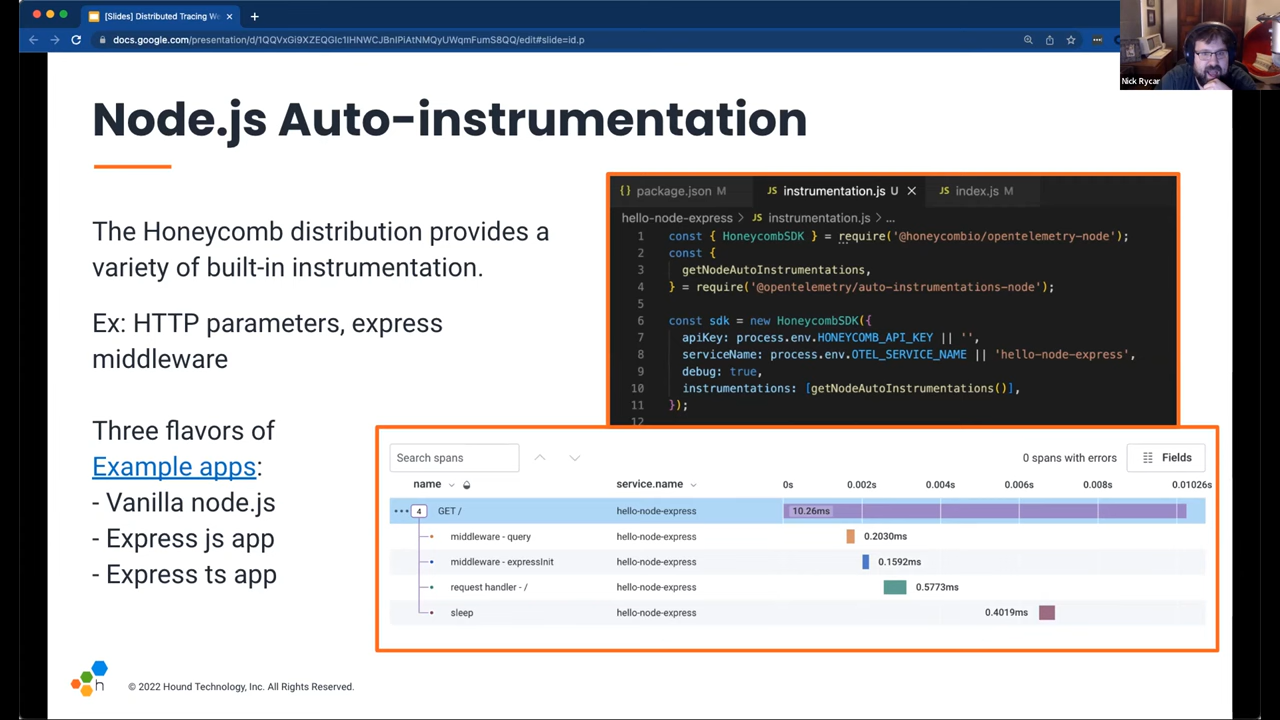 [Slides] Distributed Tracing We
docs.google.com/presentation/d/1QQVxGi9XZEQGIc1IHNWCJBnIPiAtNMQyUWqmFumS8QQ/edit#slide=id.p
Nick Rycar
Node.js Auto-instrumentation
The Honeycomb distribution provides a
variety of built-in instrumentation.
Ex: HTTP parameters, express
middleware
Three flavors of
Example apps:
- Vanilla node.js
- Express js app
- Express ts app
{} package.json M JS instrumentation.js U JS index.js M
hello-node-express > JS instrumentation.js > ...
1 const { HoneycombSDK } = require('@honeycombio/opentelemetry-node');
2 const {
3 getNodeAutoInstrumentations,
4 } = require('@opentelemetry/auto-instrumentations-node');
5
6 const sdk = new HoneycombSDK({
7 apiKey: process.env.HONEYCOMB_API_KEY || '',
8 serviceName: process.env.OTEL_SERVICE_NAME || 'hello-node-express',
9 debug: true,
10 instrumentations: [getNodeAutoInstrumentations()],
11 });
12
Search spans 0 spans with errors Fields
name service.name 0s 0.002s 0.004s 0.006s 0.008s 0.01026s
4 GET / hello-node-express 10.26ms
middleware - query hello-node-express 0.2030ms
middleware - expressInit hello-node-express 0.1592ms
request handler - / hello-node-express 0.5773ms
sleep hello-node-express 0.4019ms
h © 2022 Hound Technology, Inc. All Rights Reserved.